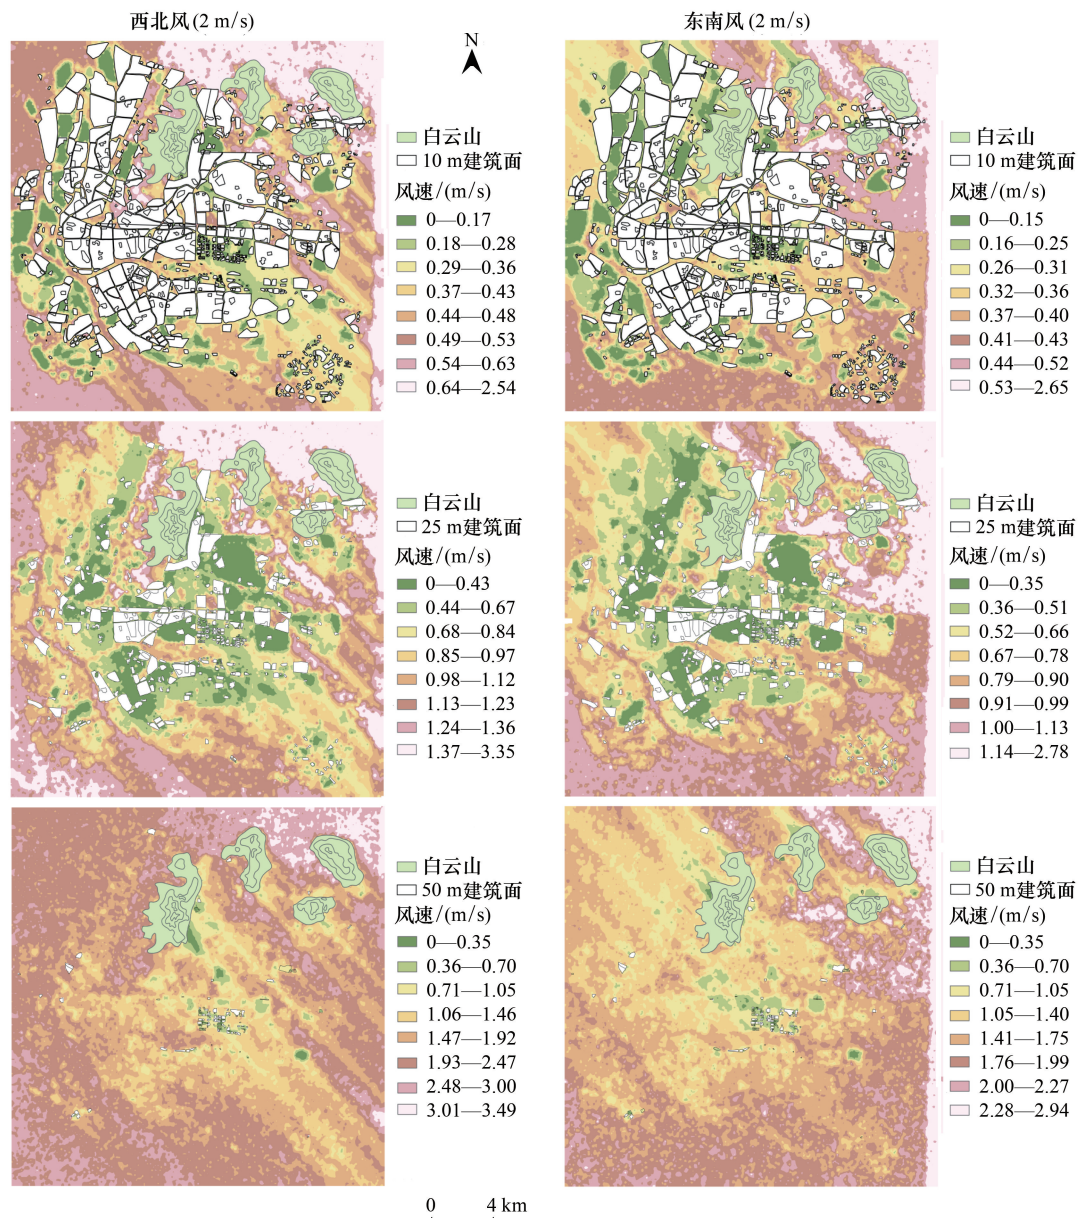 西北风(2 m/s)
东南风(2 m/s)
N
白云山
10 m建筑面
风速/(m/s)
0—0.17
0.18—0.28
0.29—0.36
0.37—0.43
0.44—0.48
0.49—0.53
0.54—0.63
0.64—2.54
白云山
10 m建筑面
风速/(m/s)
0—0.15
0.16—0.25
0.26—0.31
0.32—0.36
0.37—0.40
0.41—0.43
0.44—0.52
0.53—2.65
白云山
25 m建筑面
风速/(m/s)
0—0.43
0.44—0.67
0.68—0.84
0.85—0.97
0.98—1.12
1.13—1.23
1.24—1.36
1.37—3.35
白云山
25 m建筑面
风速/(m/s)
0—0.35
0.36—0.51
0.52—0.66
0.67—0.78
0.79—0.90
0.91—0.99
1.00—1.13
1.14—2.78
白云山
50 m建筑面
风速/(m/s)
0—0.35
0.36—0.70
0.71—1.05
1.06—1.46
1.47—1.92
1.93—2.47
2.48—3.00
3.01—3.49
白云山
50 m建筑面
风速/(m/s)
0—0.35
0.36—0.70
0.71—1.05
1.05—1.40
1.41—1.75
1.76—1.99
2.00—2.27
2.28—2.94
0 4 km